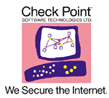 Check Point
SOFTWARE TECHNOLOGIES LTD.
We Secure the Internet.